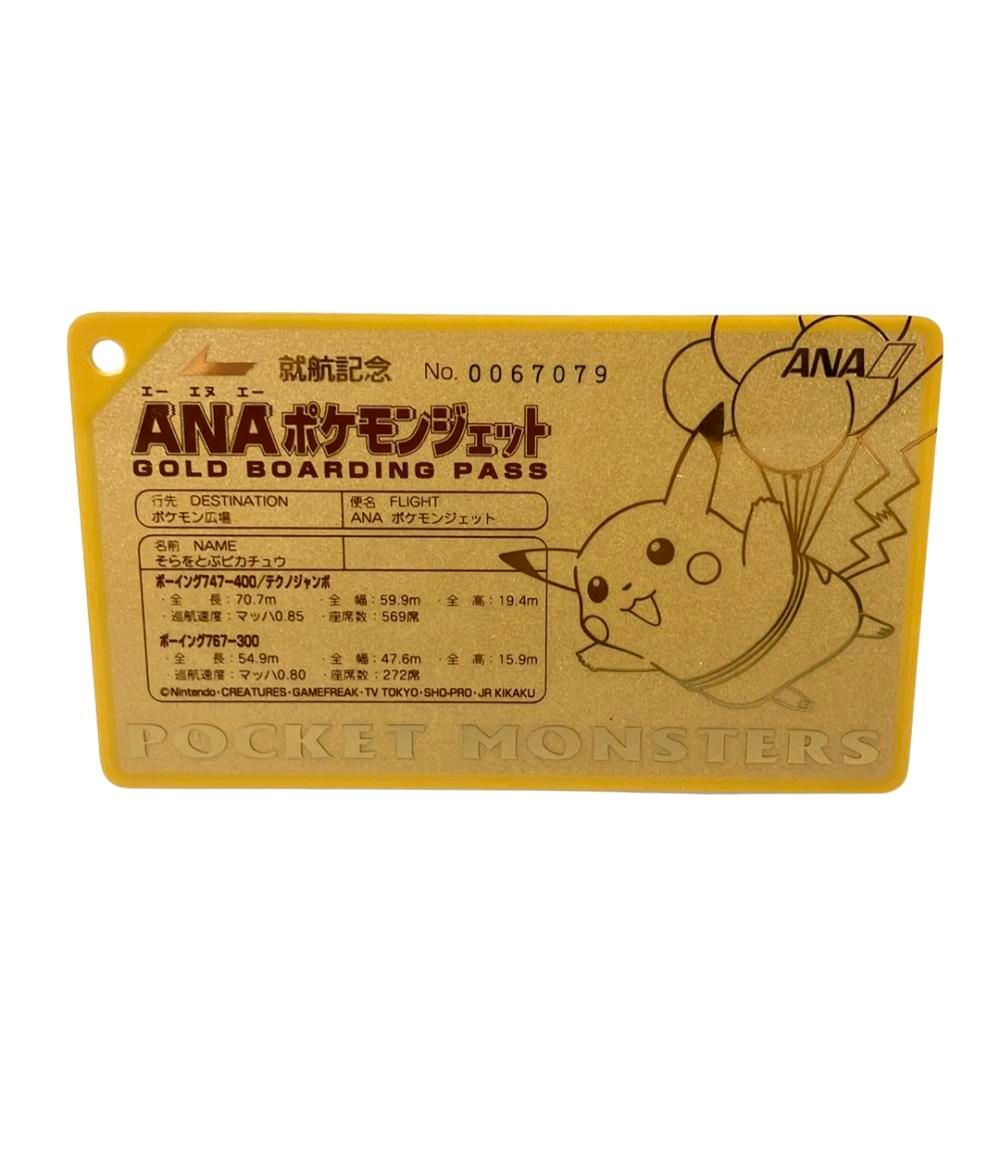 就航記念 No. 0067079
ANA
エー エヌ エー
ANAポケモンジェット
GOLD BOARDING PASS
行先 DESTINATION 便名 FLIGHT
ポケモン広場 ANA ポケモンジェット
名前 NAME
そらをとぶピカチュウ
ボーイング747-400/テクノジャンボ
・全 長：70.7m ・全 幅：59.9m ・全 高：19.4m
・巡航速度：マッハ0.85 ・座席数：569席
ボーイング767-300
・全 長：54.9m ・全 幅：47.6m ・全 高：15.9m
・巡航速度：マッハ0.80 ・座席数：272席
©Nintendo・CREATURES・GAMEFREAK・TV TOKYO・SHO-PRO・JR KIKAKU
POCKET MONSTERS